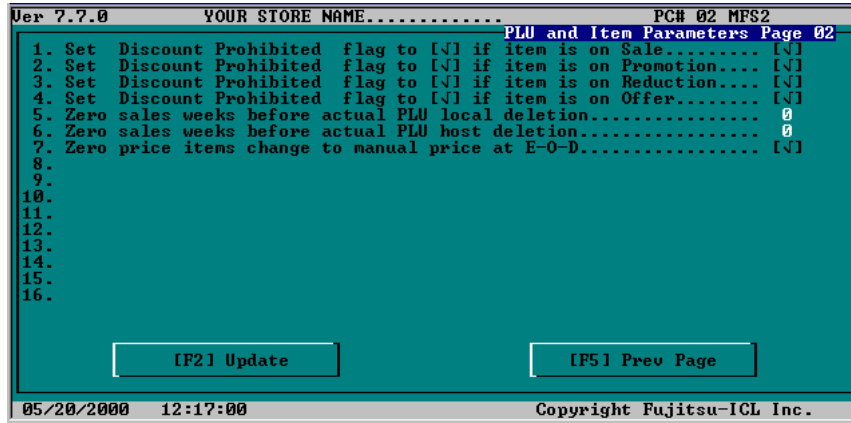 Ver 7.7.0 YOUR STORE NAME............. PC# 02 MFS2
PLU and Item Parameters Page 02
1. Set Discount Prohibited flag to [√] if item is on Sale......... [√]
2. Set Discount Prohibited flag to [√] if item is on Promotion.... [√]
3. Set Discount Prohibited flag to [√] if item is on Reduction.... [√]
4. Set Discount Prohibited flag to [√] if item is on Offer........ [√]
5. Zero sales weeks before actual PLU local deletion................ 0
6. Zero sales weeks before actual PLU host deletion................. 0
7. Zero price items change to manual price at E-O-D................. [√]
8.
9.
10.
11.
12.
13.
14.
15.
16.
[F2] Update [F5] Prev Page
05/20/2000 12:17:00 Copyright Fujitsu-ICL Inc.